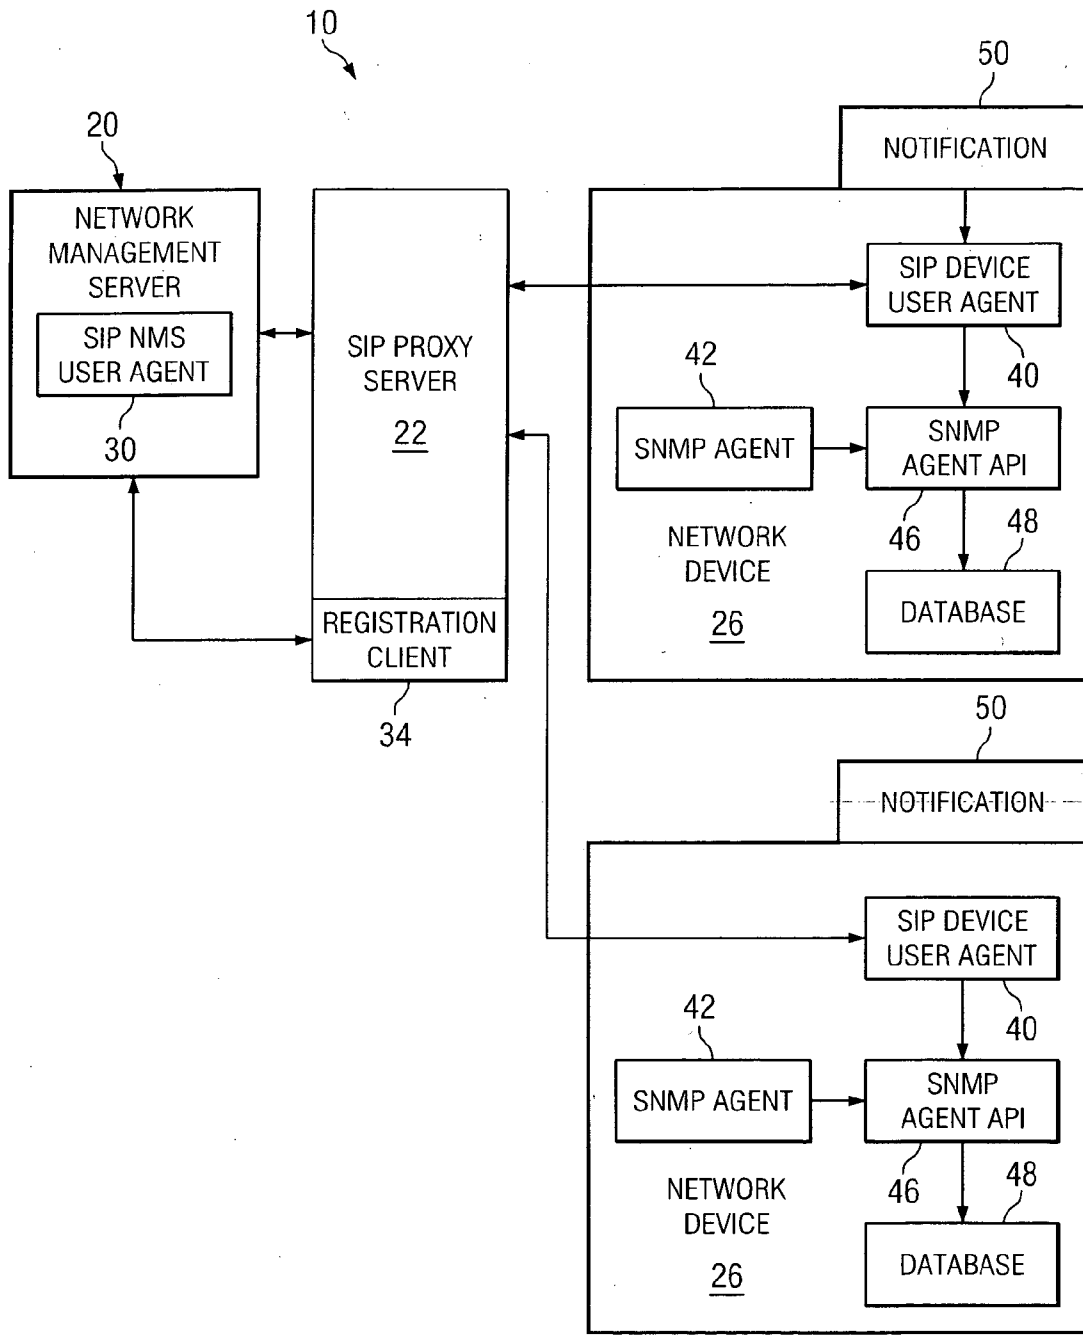 10
50
NOTIFICATION
20
NETWORK
MANAGEMENT
SERVER
SIP NMS
USER AGENT
30
SIP PROXY
SERVER
22
REGISTRATION
CLIENT
34
SIP DEVICE
USER AGENT
40
42
SNMP AGENT
SNMP
AGENT API
46
48
NETWORK
DEVICE
26
DATABASE
50
NOTIFICATION
SIP DEVICE
USER AGENT
40
42
SNMP AGENT
SNMP
AGENT API
46
48
NETWORK
DEVICE
26
DATABASE